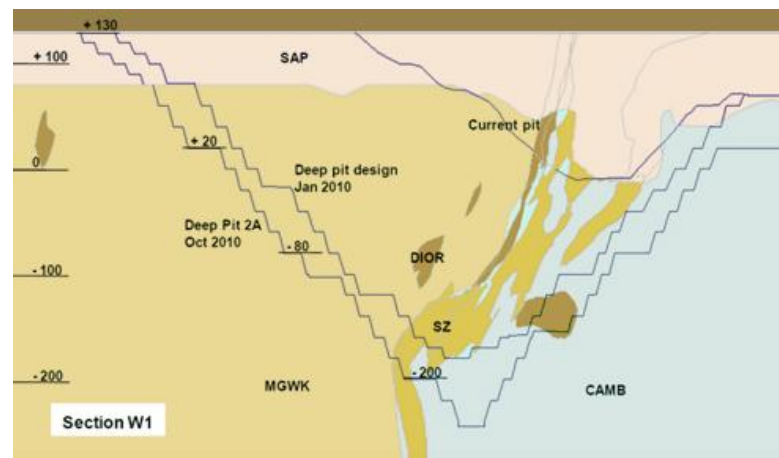 + 130
+ 100
SAP
Current pit
+ 20
0
Deep pit design
Jan 2010
Deep Pit 2A
Oct 2010
- 80
DIOR
- 100
SZ
- 200
- 200
MGWK
CAMB
Section W1